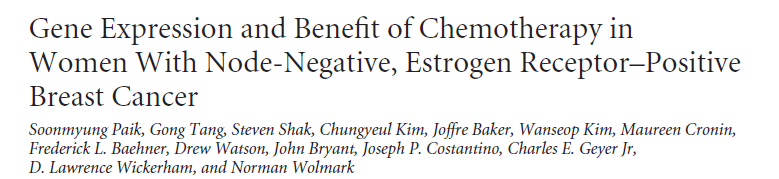 Gene Expression and Benefit of Chemotherapy in
Women With Node-Negative, Estrogen Receptor–Positive
Breast Cancer
Soonmyung Paik, Gong Tang, Steven Shak, Chungyeul Kim, Joffre Baker, Wanseop Kim, Maureen Cronin,
Frederick L. Baehner, Drew Watson, John Bryant, Joseph P. Costantino, Charles E. Geyer Jr,
D. Lawrence Wickerham, and Norman Wolmark